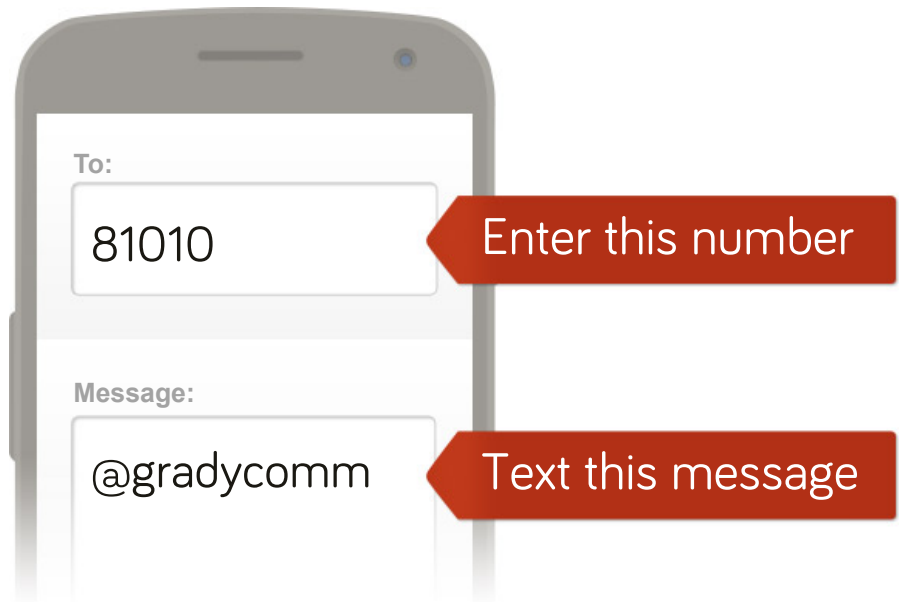 To:
81010
Enter this number
Message:
@gradycomm
Text this message